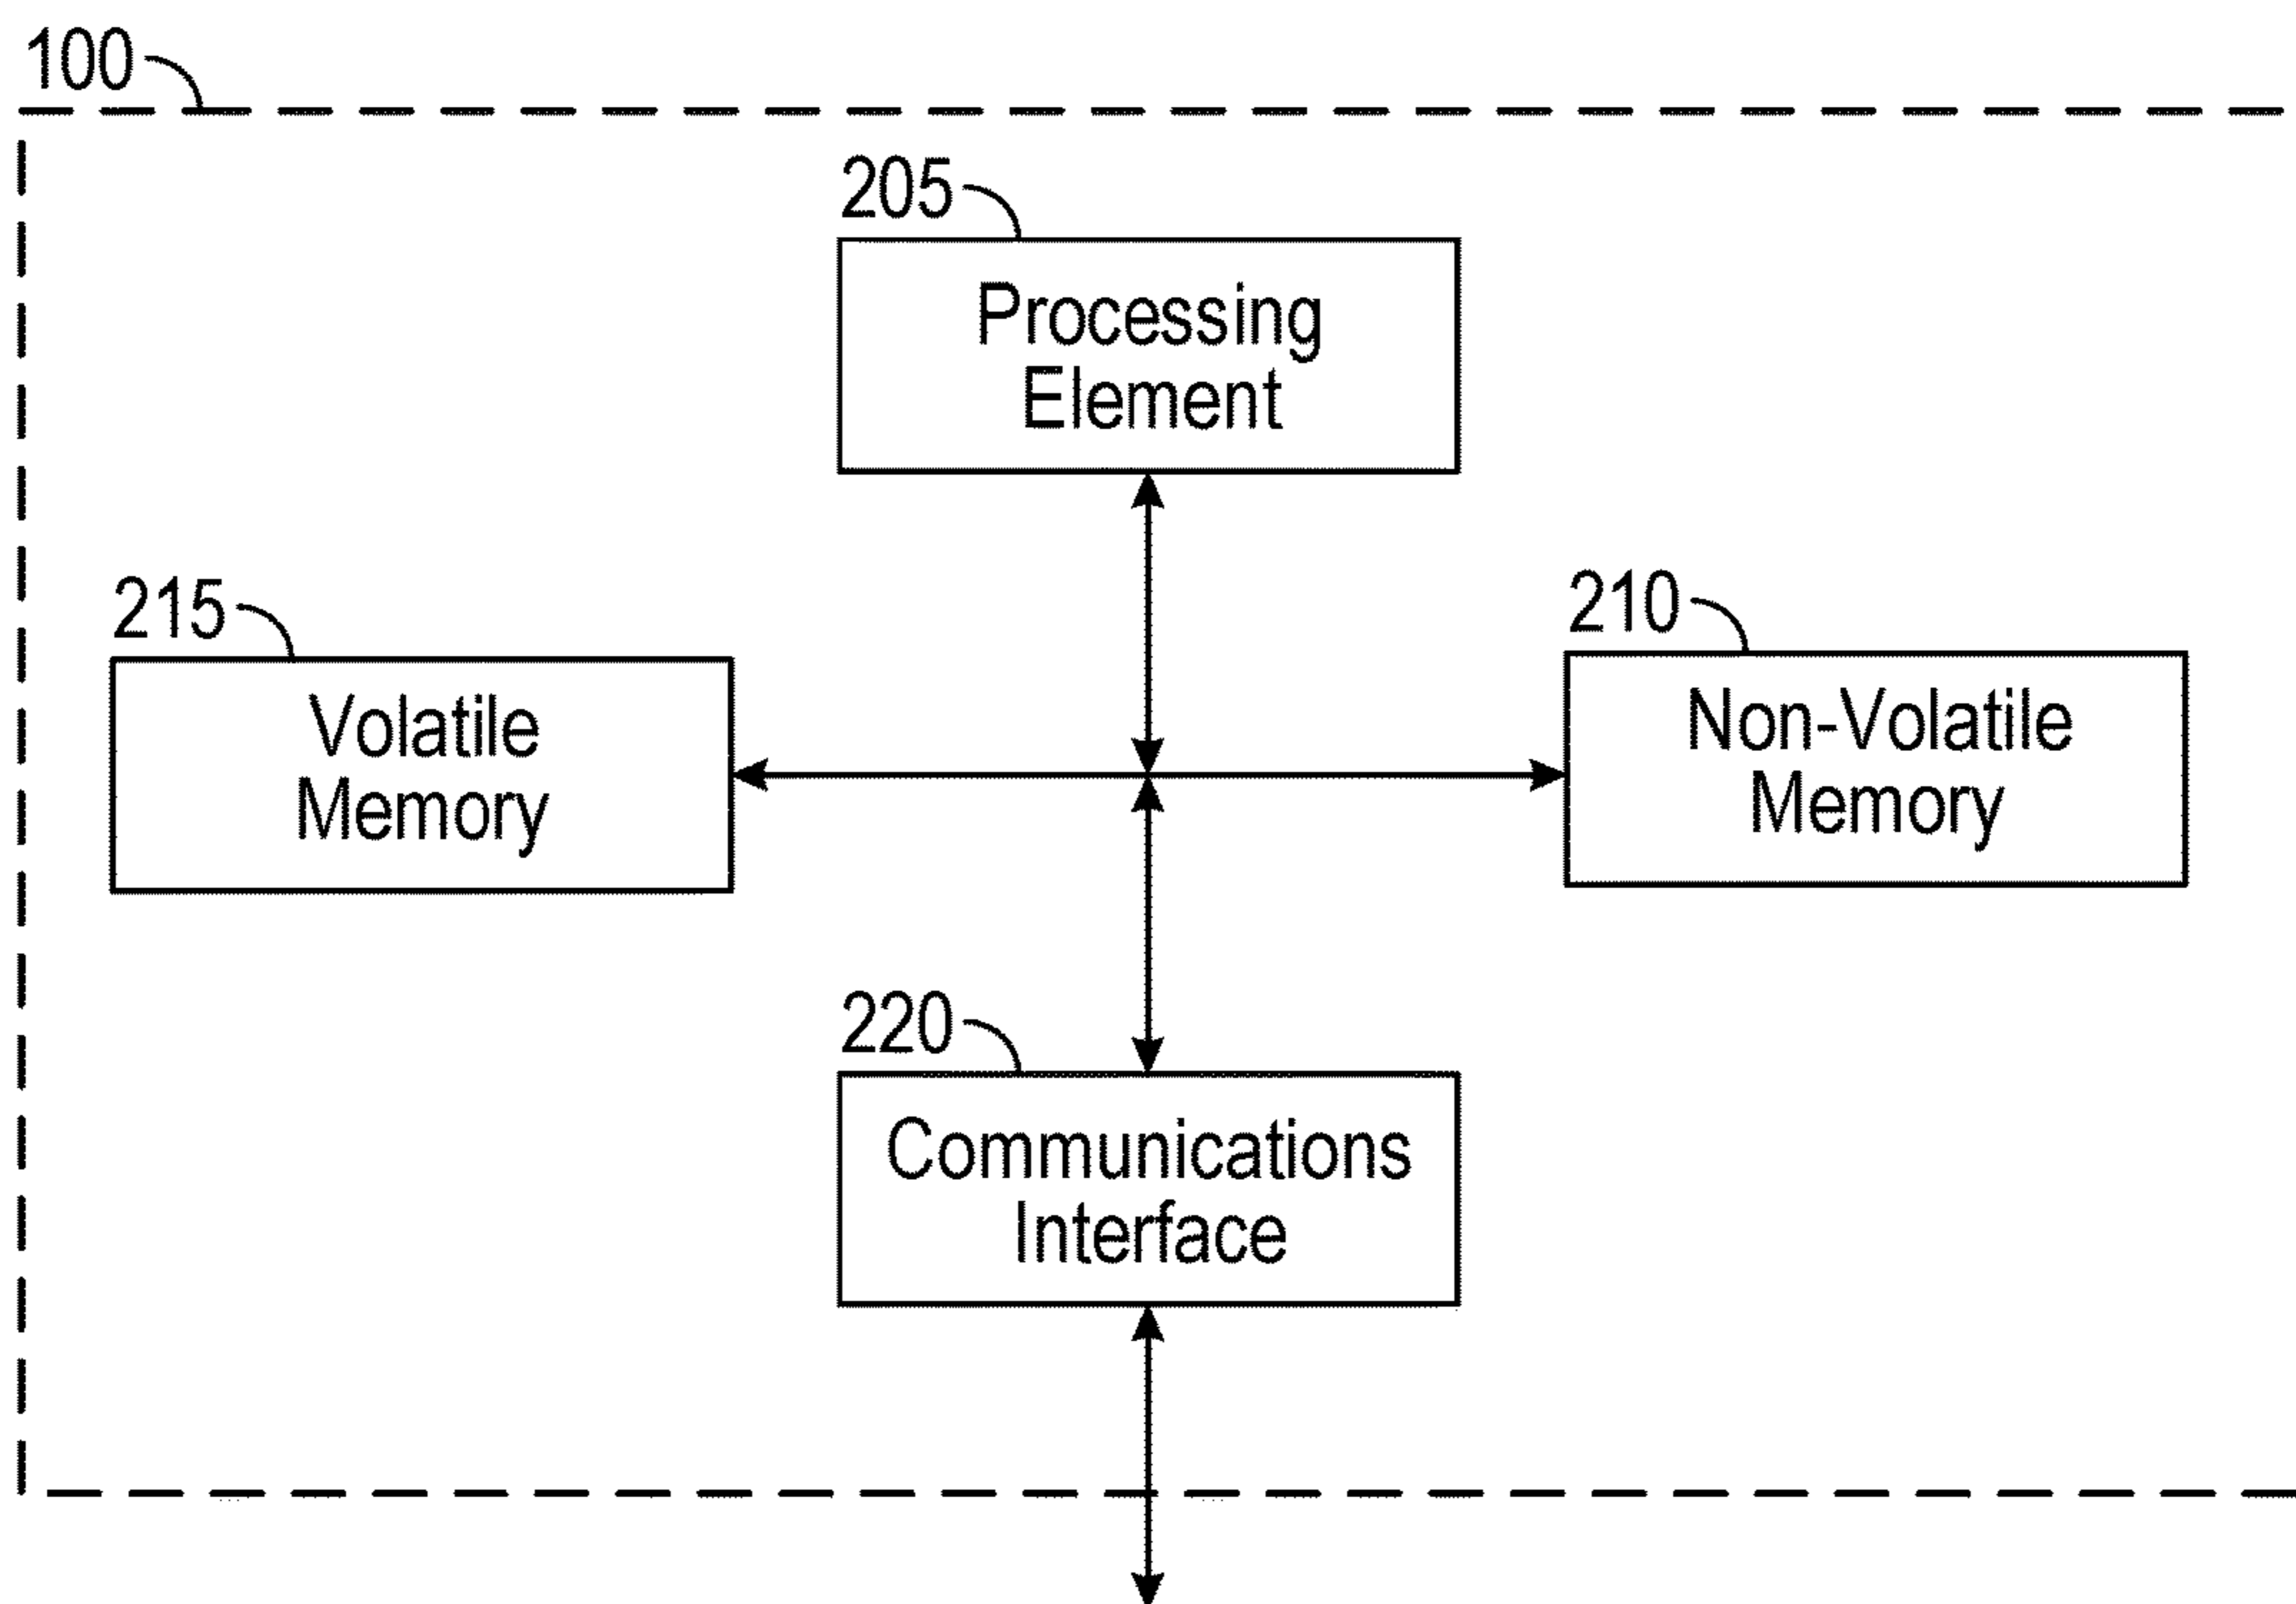 100
205
Processing
Element
215
Volatile
Memory
210
Non-Volatile
Memory
220
Communications
Interface